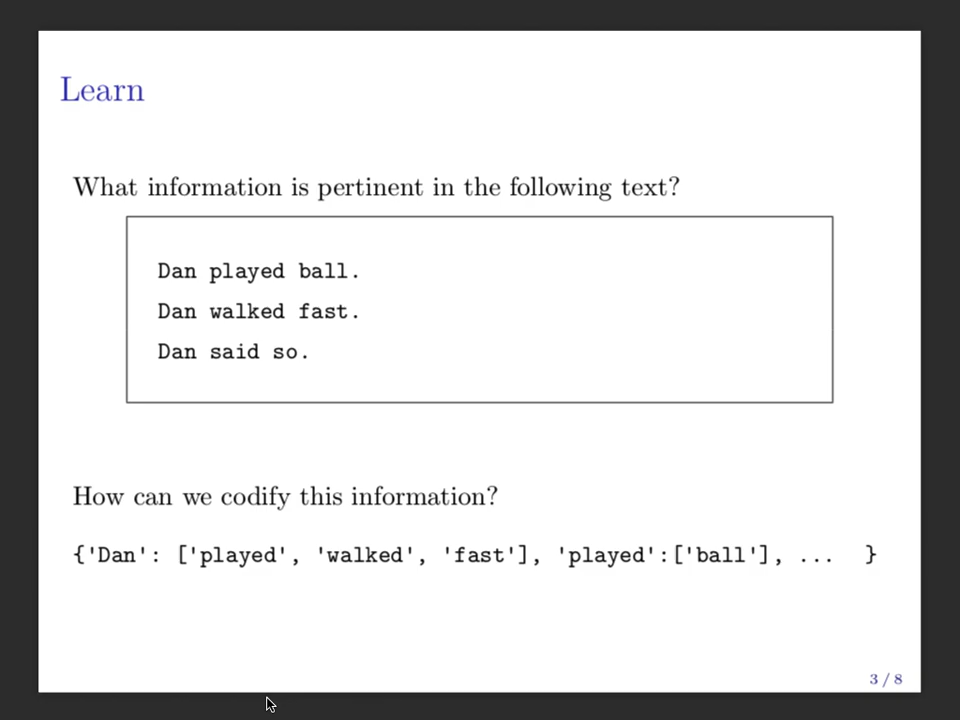 Learn
What information is pertinent in the following text?
Dan played ball.
Dan walked fast.
Dan said so.
How can we codify this information?
{'Dan': ['played', 'walked', 'fast'], 'played':['ball'], ... }
3 / 8